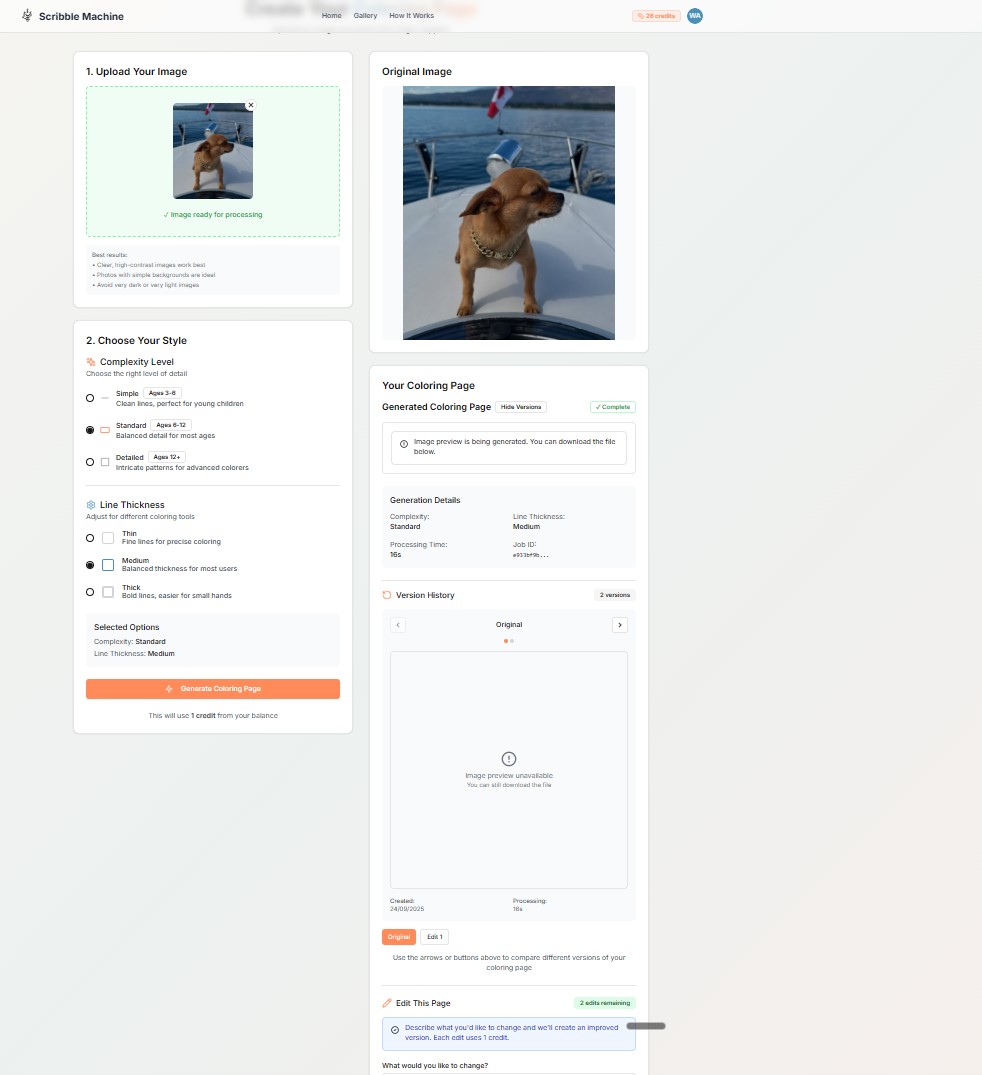 Scribble Machine
Home Gallery How It Works
26 credits
WA
1. Upload Your Image
✓ Image ready for processing
Best results:
• Clear, high-contrast images work best
• Photos with simple backgrounds are ideal
• Avoid very dark or very light images
2. Choose Your Style
Complexity Level
Choose the right level of detail
Simple Ages 3-6
Clean lines, perfect for young children
Standard Ages 6-12
Balanced detail for most ages
Detailed Ages 12+
Intricate patterns for advanced colorers
Line Thickness
Adjust for different coloring tools
Thin
Fine lines for precise coloring
Medium
Balanced thickness for most users
Thick
Bold lines, easier for small hands
Selected Options
Complexity: Standard
Line Thickness: Medium
Generate Coloring Page
This will use 1 credit from your balance
Original Image
Your Coloring Page
Generated Coloring Page Hide Versions ✓ Complete
Image preview is being generated. You can download the file
below.
Generation Details
Complexity: Line Thickness:
Standard Medium
Processing Time: Job ID:
16s e933bf9b...
Version History 2 versions
Original
Image preview unavailable
You can still download the file
Created: Processing:
24/09/2025 16s
Original Edit 1
Use the arrows or buttons above to compare different versions of your
coloring page
Edit This Page 2 edits remaining
Describe what you'd like to change and we'll create an improved
version. Each edit uses 1 credit.
What would you like to change?